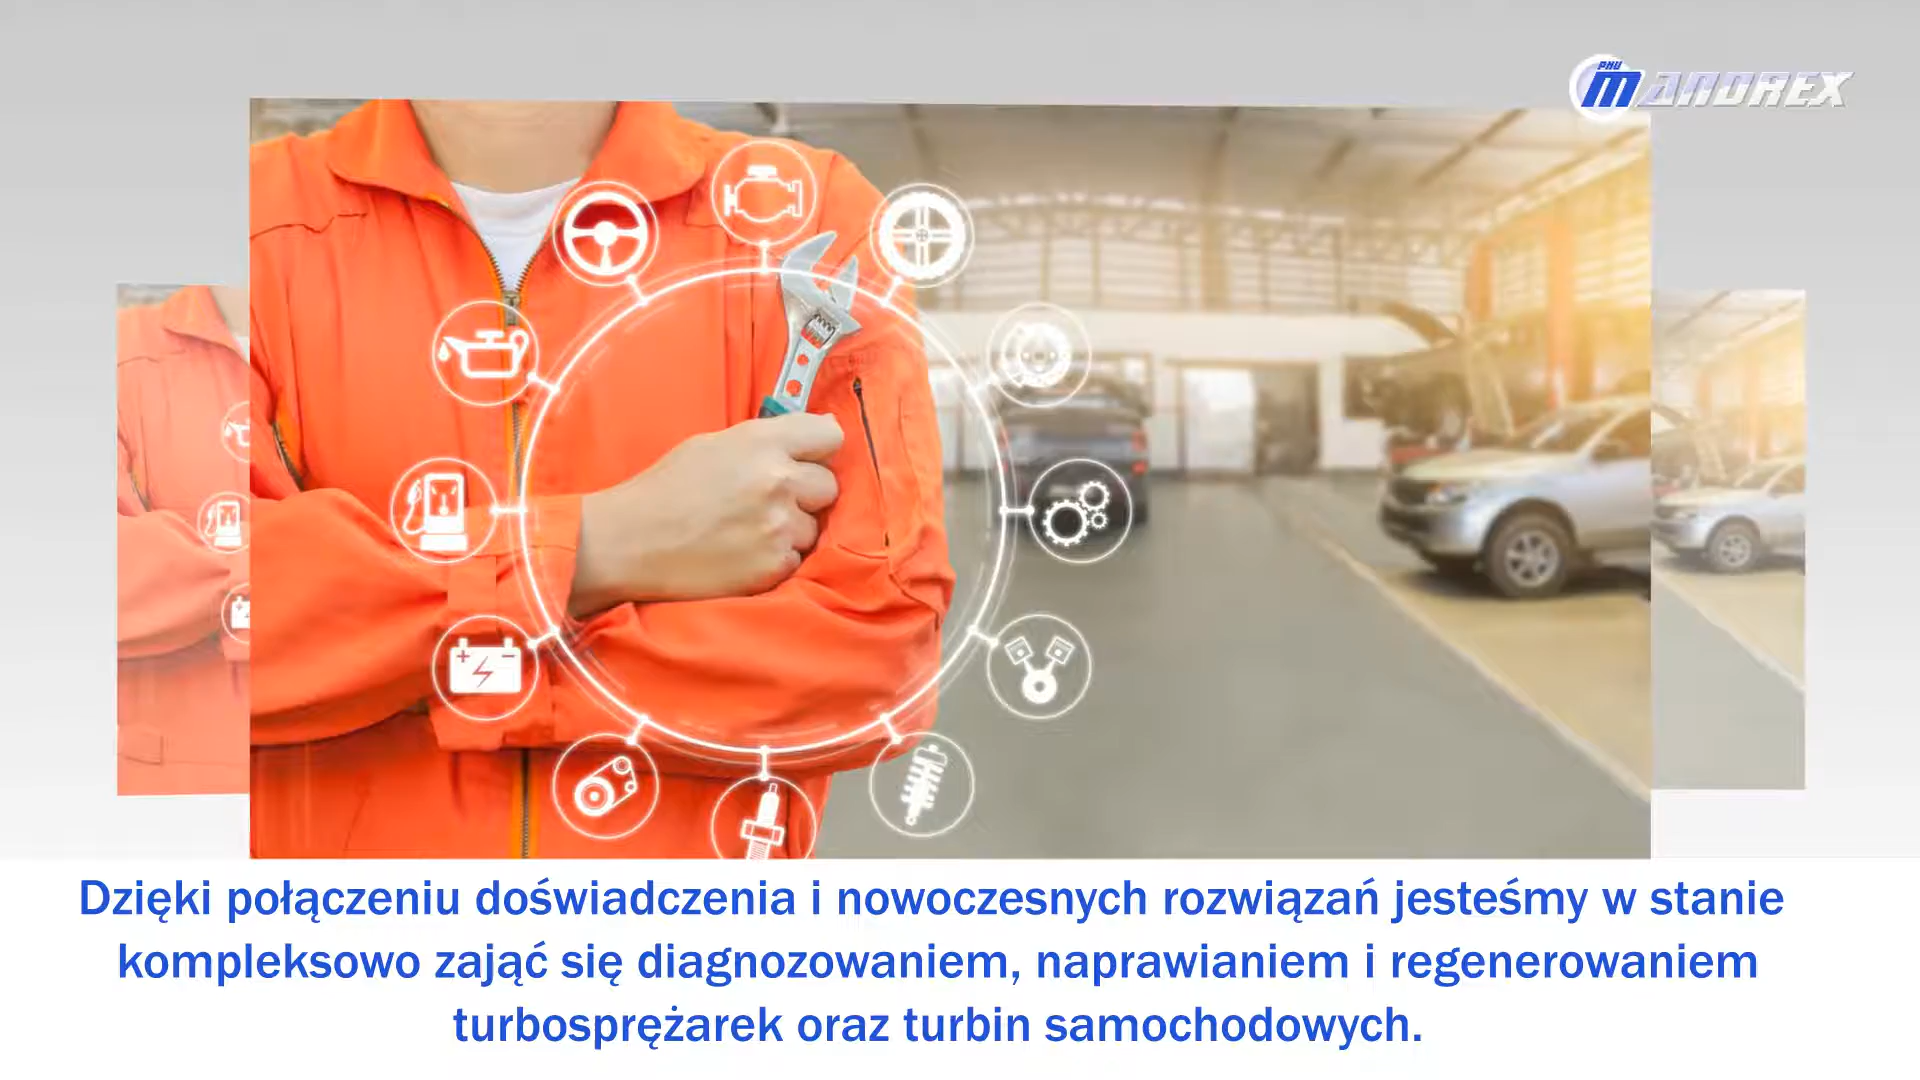 PHU
MANDREX
Dzięki połączeniu doświadczenia i nowoczesnych rozwiązań jesteśmy w stanie
kompleksowo zająć się diagnozowaniem, naprawianiem i regenerowaniem
turbosprężarek oraz turbin samochodowych.